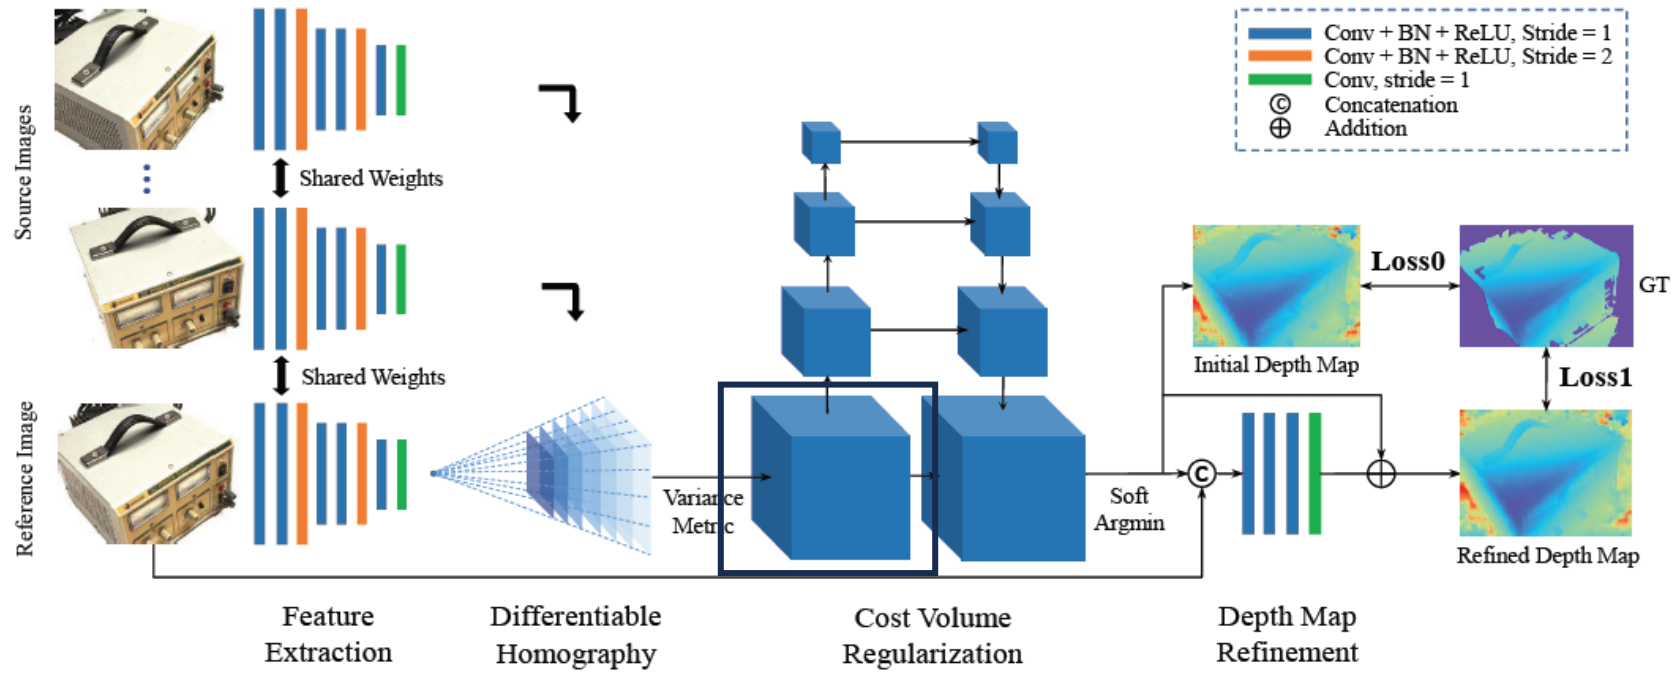 Source Images
Reference Image
Shared Weights
Shared Weights
Conv + BN + ReLU, Stride = 1
Conv + BN + ReLU, Stride = 2
Conv, stride = 1
C
Concatenation
Addition
Loss0
GT
Initial Depth Map
Loss1
Variance
Metric
Soft
Argmin
C
Refined Depth Map
Feature
Extraction
Differentiable
Homography
Cost Volume
Regularization
Depth Map
Refinement